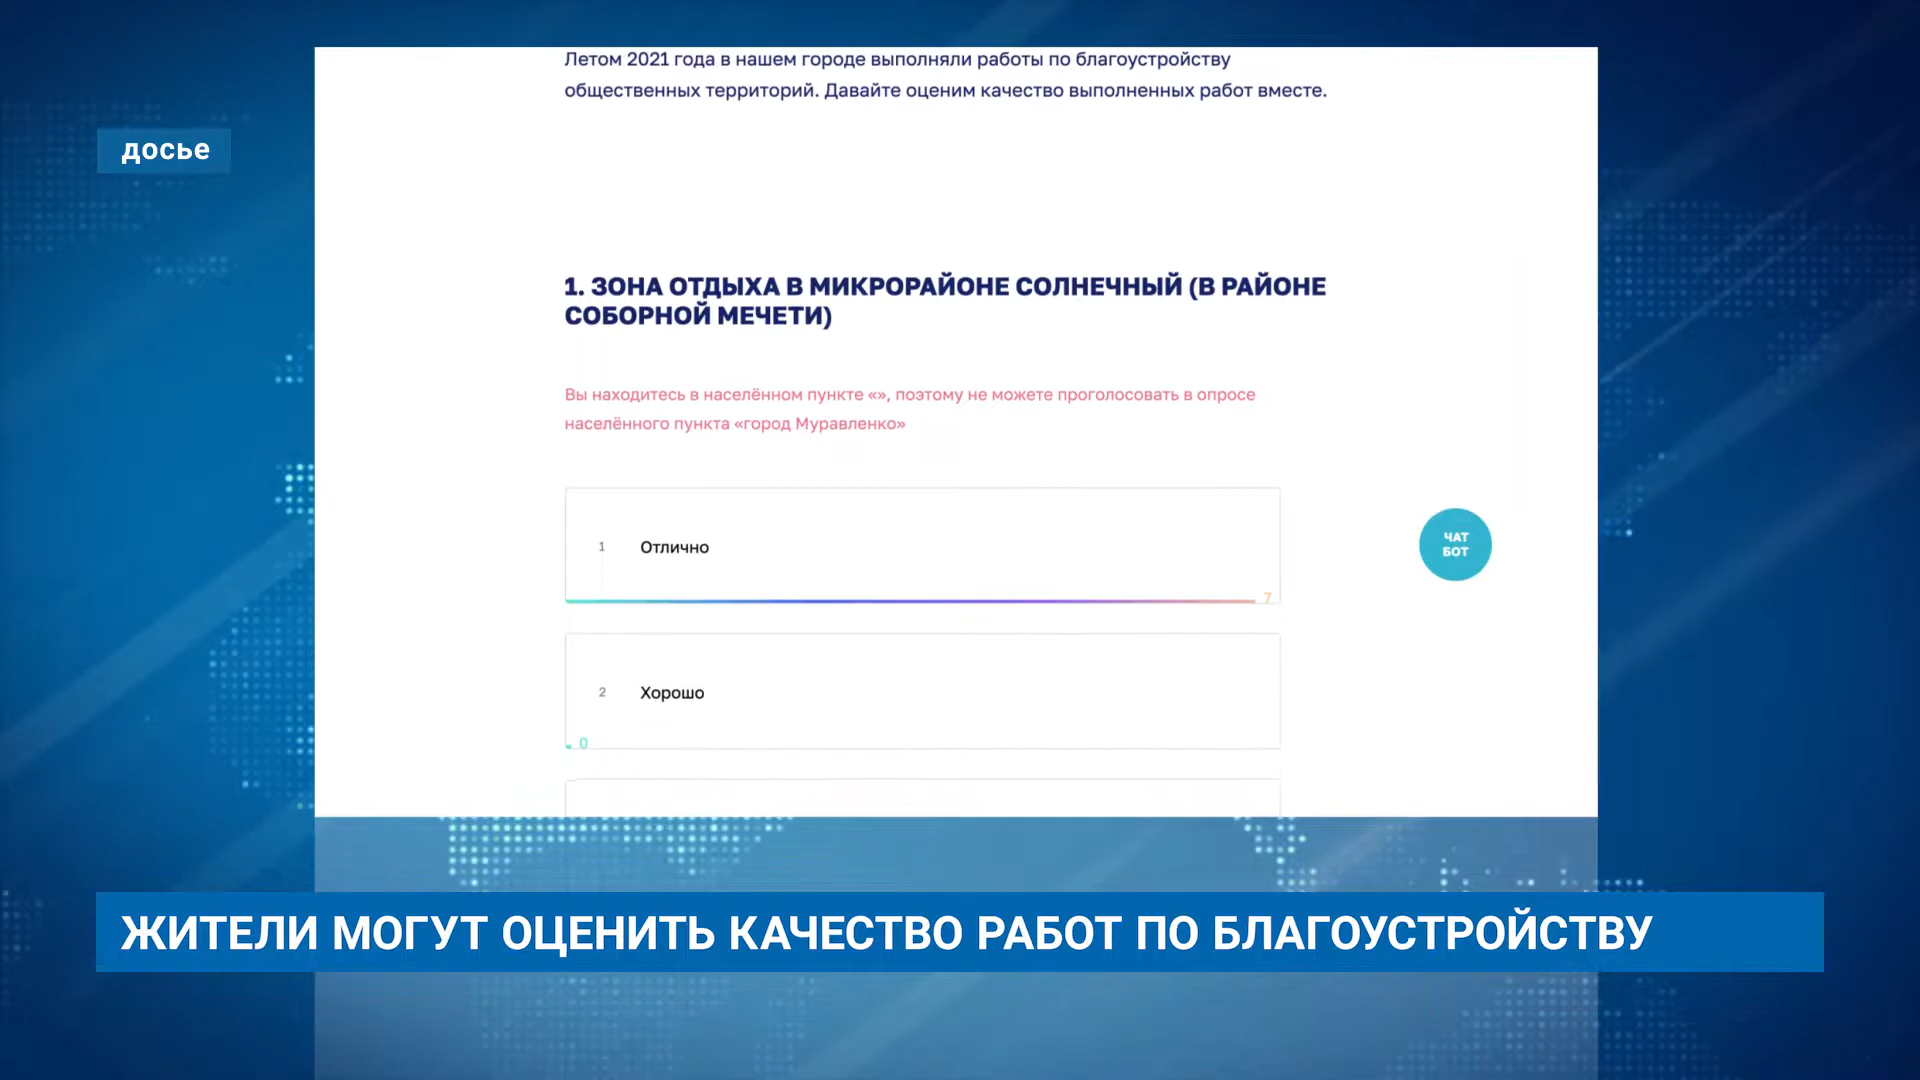 Летом 2021 года в нашем городе выполняли работы по благоустройству
общественных территорий. Давайте оценим качество выполненных работ вместе.
досье
1. ЗОНА ОТДЫХА В МИКРОРАЙОНЕ СОЛНЕЧНЫЙ (В РАЙОНЕ
СОБОРНОЙ МЕЧЕТИ)
Вы находитесь в населённом пункте «», поэтому не можете проголосовать в опросе
населённого пункта «город Муравленко»
1 Отлично
7
ЧАТ
БОТ
2 Хорошо
0
ЖИТЕЛИ МОГУТ ОЦЕНИТЬ КАЧЕСТВО РАБОТ ПО БЛАГОУСТРОЙСТВУ